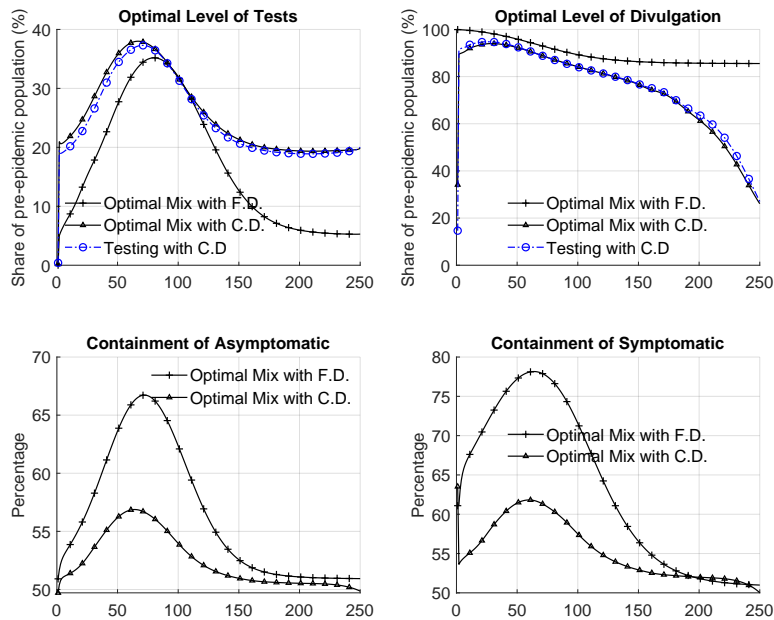 Optimal Level of Tests
Share of pre-epidemic population (%)
40
30
20
10
0
0 50 100 150 200 250
Optimal Mix with F.D.
Optimal Mix with C.D.
Testing with C.D
Optimal Level of Divulgation
Share of pre-epidemic population (%)
100
80
60
40
20
0
0 50 100 150 200 250
Optimal Mix with F.D.
Optimal Mix with C.D.
Testing with C.D
Containment of Asymptomatic
Percentage
70
65
60
55
50
0 50 100 150 200 250
Optimal Mix with F.D.
Optimal Mix with C.D.
Containment of Symptomatic
Percentage
80
75
70
65
60
55
50
0 50 100 150 200 250
Optimal Mix with F.D.
Optimal Mix with C.D.